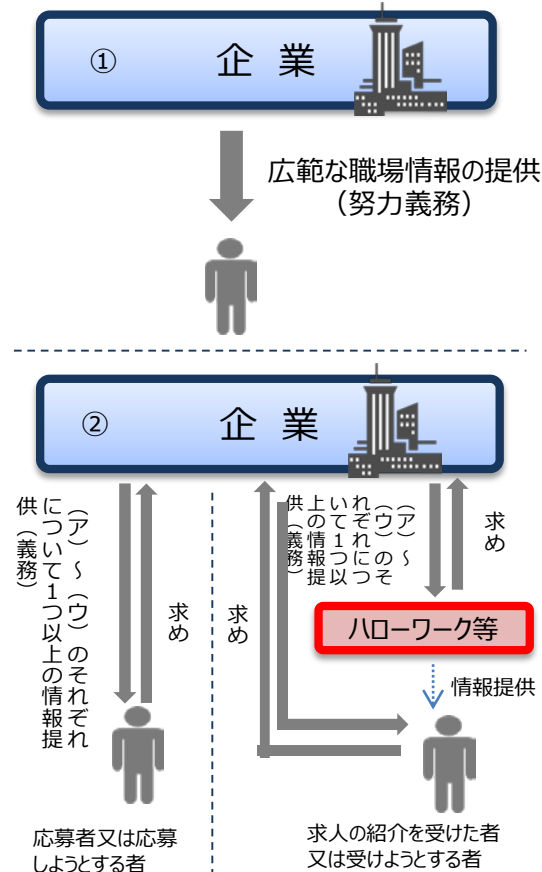 ① 企 業
広範な職場情報の提供
（努力義務）
② 企 業
（ア）～（ウ）のそれぞれ
について１つ以上の情報提
供（義務）
求め
応募者又は応募
しようとする者
求め
（ア）～
（ウ）のそ
れぞれにつ
いて１つ以
上の情報提
供（義務）
求め
ハローワーク等
情報提供
求人の紹介を受けた者
又は受けようとする者